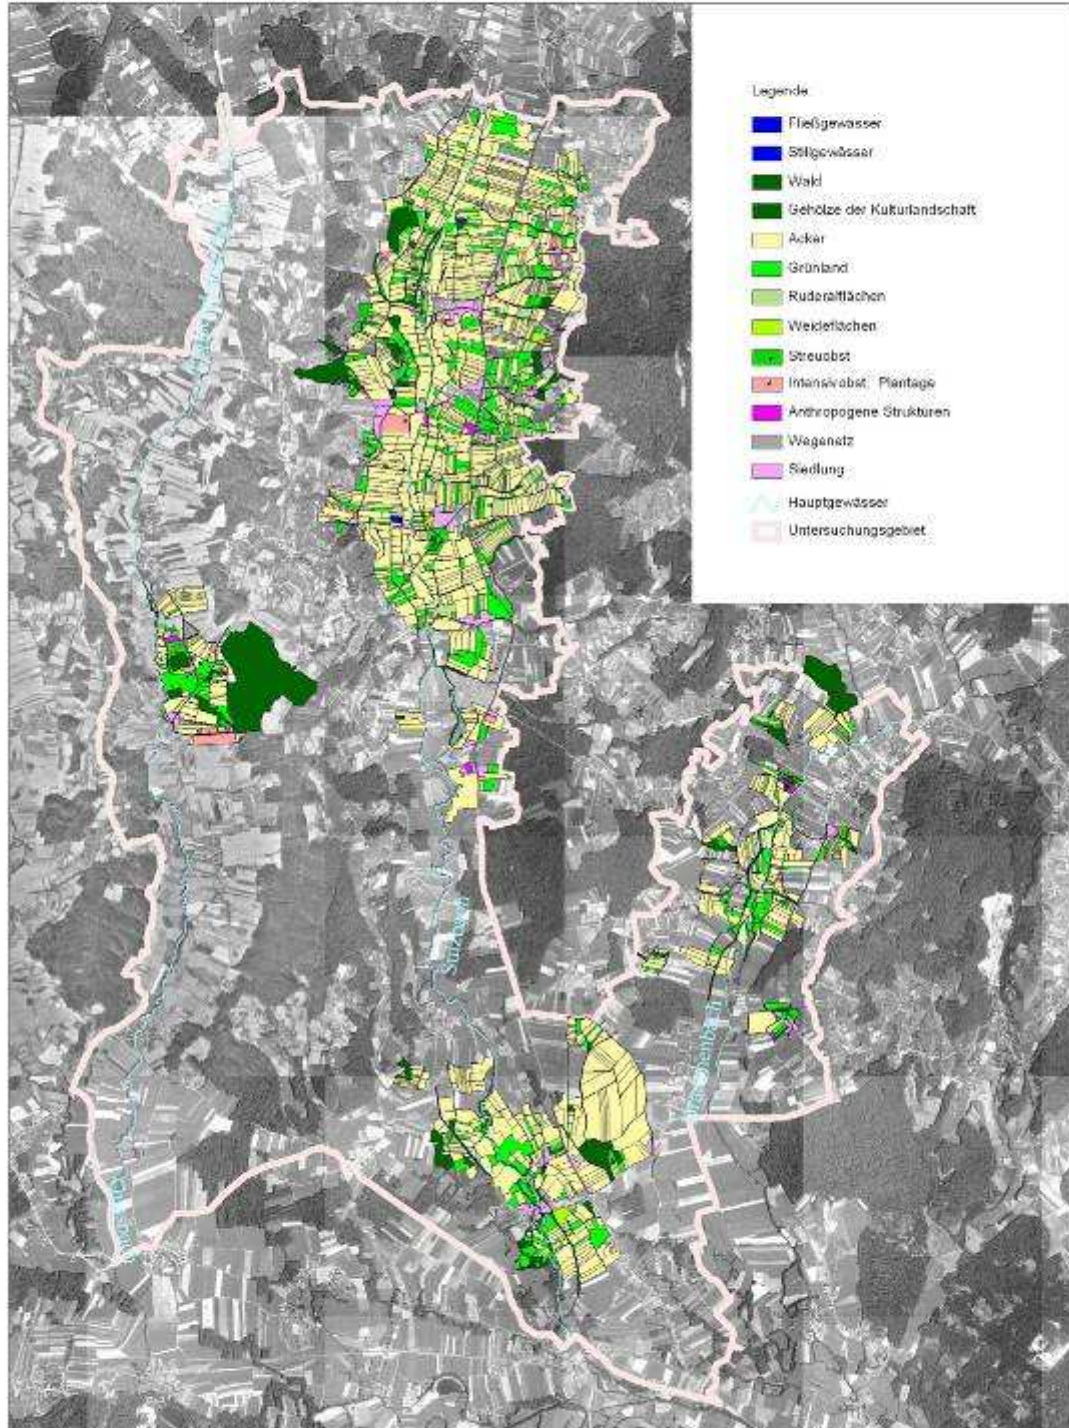 Legende:
Fließgewässer
Stillgewässer
Wald
Gehölze der Kulturlandschaft
Acker
Grünland
Ruderalflächen
Weideflächen
Streuobst
Intensivobst, Plantage
Anthropogene Strukturen
Wegenetz
Siedlung
Hauptgewässer
Untersuchungsgebiet
Sulzbach